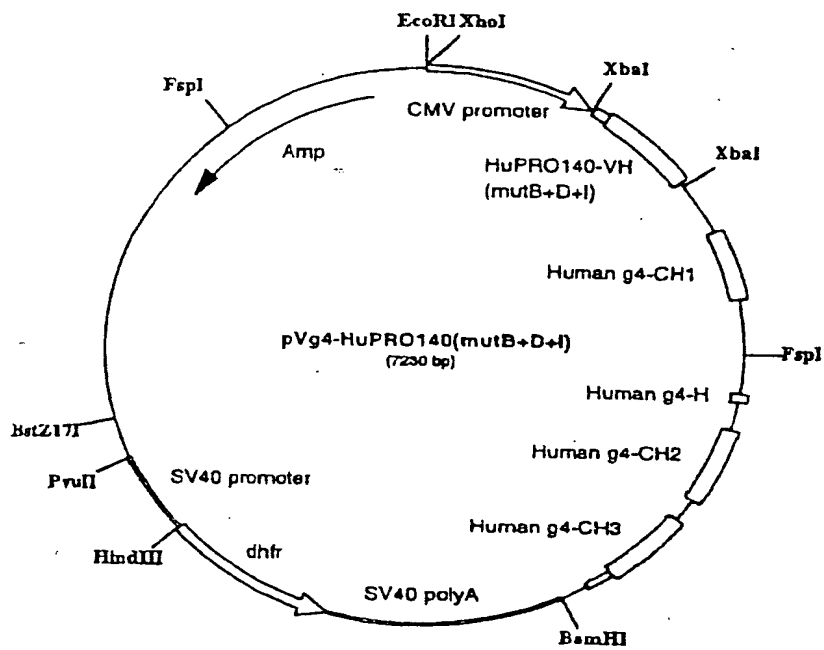 EcoRI XhoI
XbaI
FspI
CMV promoter
Amp
HuPRO140-VH
(mutB+D+I)
XbaI
Human g4-CH1
pVg4-HuPRO140(mutB+D+I)
(7230 bp)
FspI
Human g4-H
BstZ17I
Human g4-CH2
PvuII
SV40 promoter
Human g4-CH3
HindIII
dhfr
SV40 polyA
BamHI